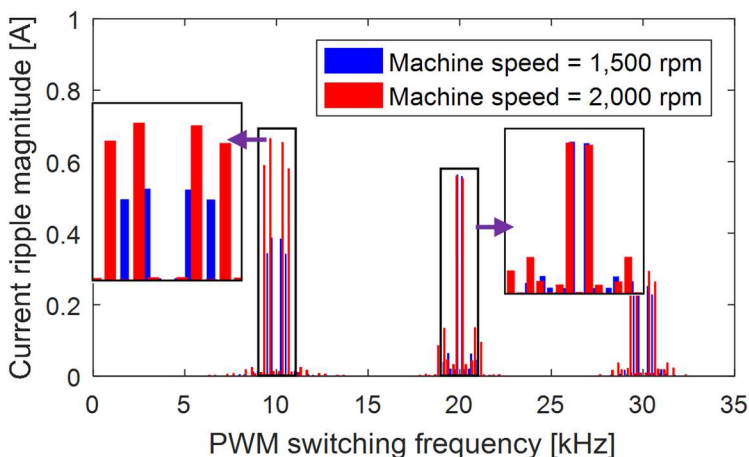 Current ripple magnitude [A]
1
0.8
0.6
0.4
0.2
0
Machine speed = 1,500 rpm
Machine speed = 2,000 rpm
0 5 10 15 20 25 30 35
PWM switching frequency [kHz]